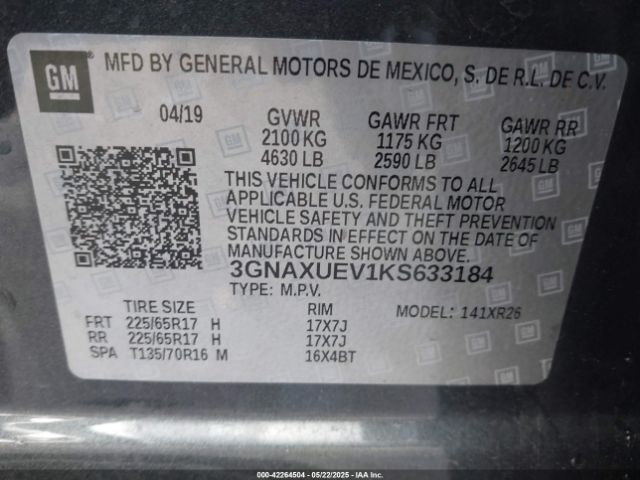 GM
MFD BY GENERAL MOTORS DE MEXICO, S. DE R.L. DE C.V.
04/19
GVWR GAWR FRT GAWR RR
2100 KG 1175 KG 1200 KG
4630 LB 2590 LB 2645 LB
THIS VEHICLE CONFORMS TO ALL
APPLICABLE U.S. FEDERAL MOTOR
VEHICLE SAFETY AND THEFT PREVENTION
STANDARDS IN EFFECT ON THE DATE OF
MANUFACTURE SHOWN ABOVE.
3GNAXUEV1KS633184
TYPE: M.P.V. MODEL: 141XR26
TIRE SIZE RIM
FRT 225/65R17 H 17X7J
RR 225/65R17 H 17X7J
SPA T135/70R16 M 16X4BT
000-42264504 - 05/22/2025 - IAAI.COM